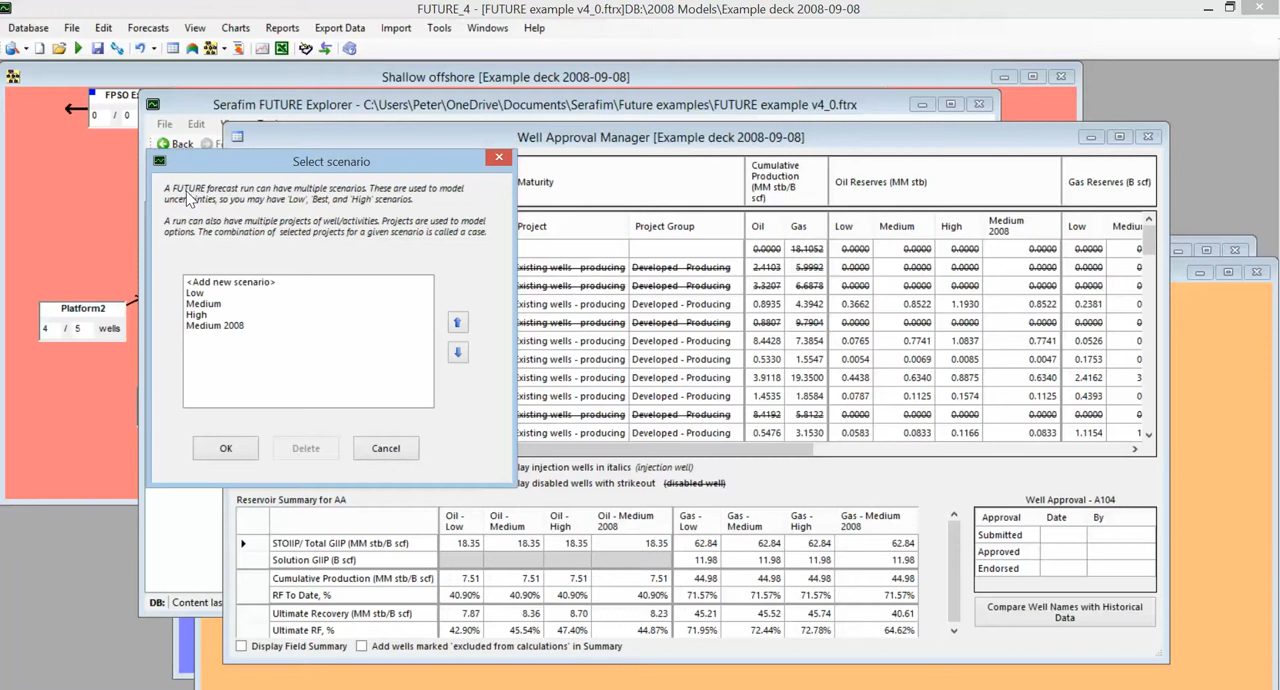 FUTURE_4 - [FUTURE example v4_0.ftrx]DB:\2008 Models\Example deck 2008-09-08]
Database File Edit Forecasts View Charts Reports Export Data Import Tools Windows Help
Shallow offshore [Example deck 2008-09-08]
FPSO
0 / 0
Serafim FUTURE Explorer - C:\Users\Peter\OneDrive\Documents\Serafim\Future examples\FUTURE example v4_0.ftrx
File Edit
Back
Well Approval Manager [Example deck 2008-09-08]
Select scenario
A FUTURE forecast run can have multiple scenarios. These are used to model
uncertainties, so you may have 'Low', 'Best, and 'High' scenarios.
A run can also have multiple projects of well/activities. Projects are used to model
options. The combination of selected projects for a given scenario is called a case.
<Add new scenario>
Low
Medium
High
Medium 2008
OK Delete Cancel
Platform2
4 / 5 wells
Maturity
Cumulative
Production
(MM stb/B
scf)
Oil Reserves (MM stb)
Gas Reserves (B scf)
Project Project Group Oil Gas Low Medium High Medium
2008
Low
0.0000 18.1052 0.0000 0.0000 0.0000 0.0000 0.0000
Existing wells - producing Developed - Producing 2.4103 5.9992 0.0000 0.0000 0.0000 0.0000 0.0000
Existing wells - producing Developed - Producing 3.3207 6.6878 0.0000 0.0000 0.0000 0.0000 0.0000
Existing wells - producing Developed - Producing 0.8935 4.3942 0.3662 0.8522 1.1930 0.8522 0.2381
Existing wells - producing Developed - Producing 0.8807 9.7904 0.0000 0.0000 0.0000 0.0000 0.0000
Existing wells - producing Developed - Producing 8.4428 7.3854 0.0765 0.7741 1.0837 0.7741 0.0526
Existing wells - producing Developed - Producing 0.5330 1.5547 0.0054 0.0069 0.0085 0.0047 0.1753
Existing wells - producing Developed - Producing 3.9118 19.3500 0.4438 0.6340 0.8875 0.6340 2.4162 3
Existing wells - producing Developed - Producing 1.4535 1.8584 0.0787 0.1125 0.1574 0.1125 0.4393
Existing wells - producing Developed - Producing 8.4192 5.8122 0.0000 0.0000 0.0000 0.0000 0.0000
Existing wells - producing Developed - Producing 0.5476 3.1530 0.0583 0.0833 0.1166 0.0833 1.1154
injection wells in italics (injection well)
disabled wells with strikeout (disabled well)
Reservoir Summary for AA
Oil -
Low
Oil -
Medium
Oil -
High
Oil - Medium
2008
Gas -
Low
Gas -
Medium
Gas -
High
Gas - Medium
2008
STOIIP/ Total GIIP (MM stb/B scf) 18.35 18.35 18.35 18.35 62.84 62.84 62.84 62.84
Solution GIIP (B scf) 11.98 11.98 11.98 11.98
Cumulative Production (MM stb/B scf) 7.51 7.51 7.51 7.51 44.98 44.98 44.98 44.98
RF To Date, % 40.90% 40.90% 40.90% 40.90% 71.57% 71.57% 71.57% 71.57%
Ultimate Recovery (MM stb/B scf) 7.87 8.36 8.70 8.23 45.21 45.52 45.74 40.61
Ultimate RF, % 42.90% 45.54% 47.40% 44.87% 71.95% 72.44% 72.78% 64.62%
Well Approval - A104
Approval Date By
Submitted
Approved
Endorsed
Compare Well Names with Historical
Data
DB: Content
Display Field Summary Add wells marked 'excluded from calculations' in Summary